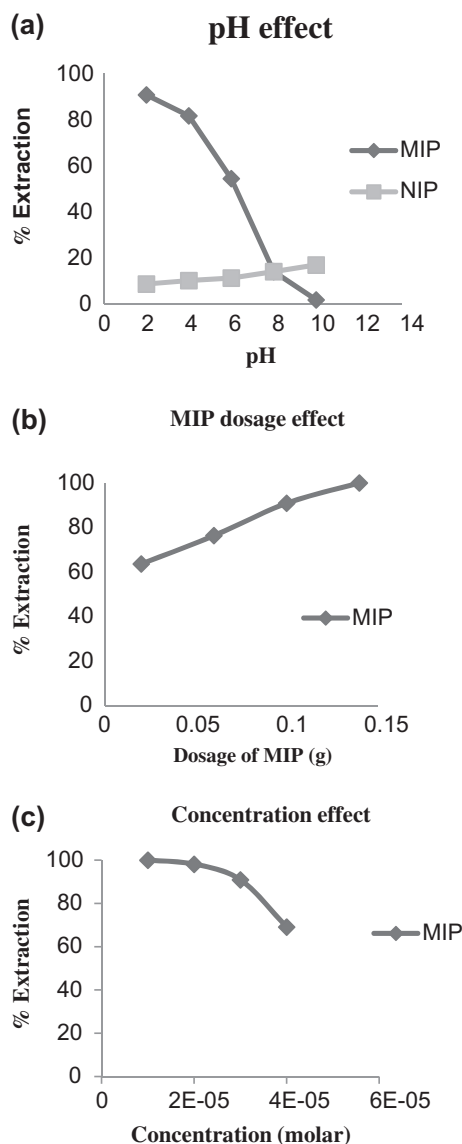 (a)
pH effect
100
80
60
40
20
0
% Extraction
0 2 4 6 8 10 12 14
pH
MIP
NIP
(b)
MIP dosage effect
100
80
60
40
20
0
% Extraction
0 0.05 0.1 0.15
Dosage of MIP (g)
MIP
(c)
Concentration effect
100
80
60
40
20
0
% Extraction
0 2E-05 4E-05 6E-05
Concentration (molar)
MIP